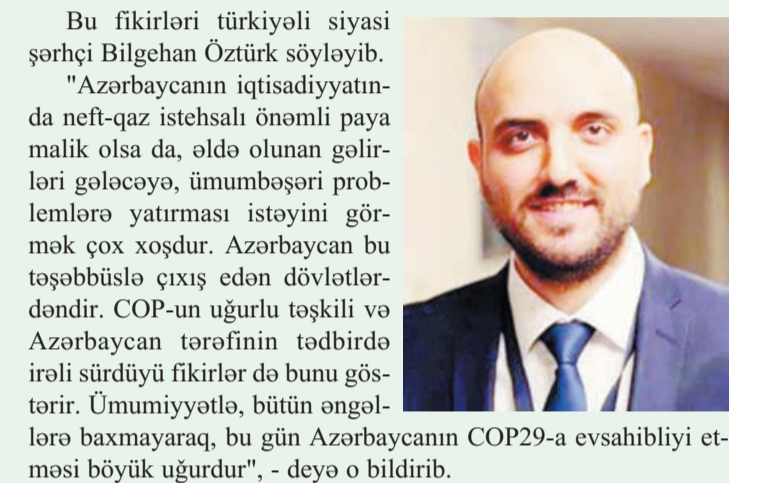 Bu fikirləri türkiyəli siyasi
şərhçi Bilgehan Öztürk söyləyib.
"Azərbaycanın iqtisadiyyatın-
da neft-qaz istehsalı önəmli paya
malik olsa da, əldə olunan gəlir-
ləri gələcəyə, ümumbəşəri prob-
lemlərə yatırması istəyini gör-
mək çox xoşdur. Azərbaycan bu
təşəbbüslə çıxış edən dövlətlər-
dəndir. COP-un uğurlu təşkili və
Azərbaycan tərəfinin tədbirdə
irəli sürdüyü fikirlər də bunu gös-
tərir. Ümumiyyətlə, bütün əngəl-
lərə baxmayaraq, bu gün Azərbaycanın COP29-a evsahibliyi et-
məsi böyük uğurdur", - deyə o bildirib.